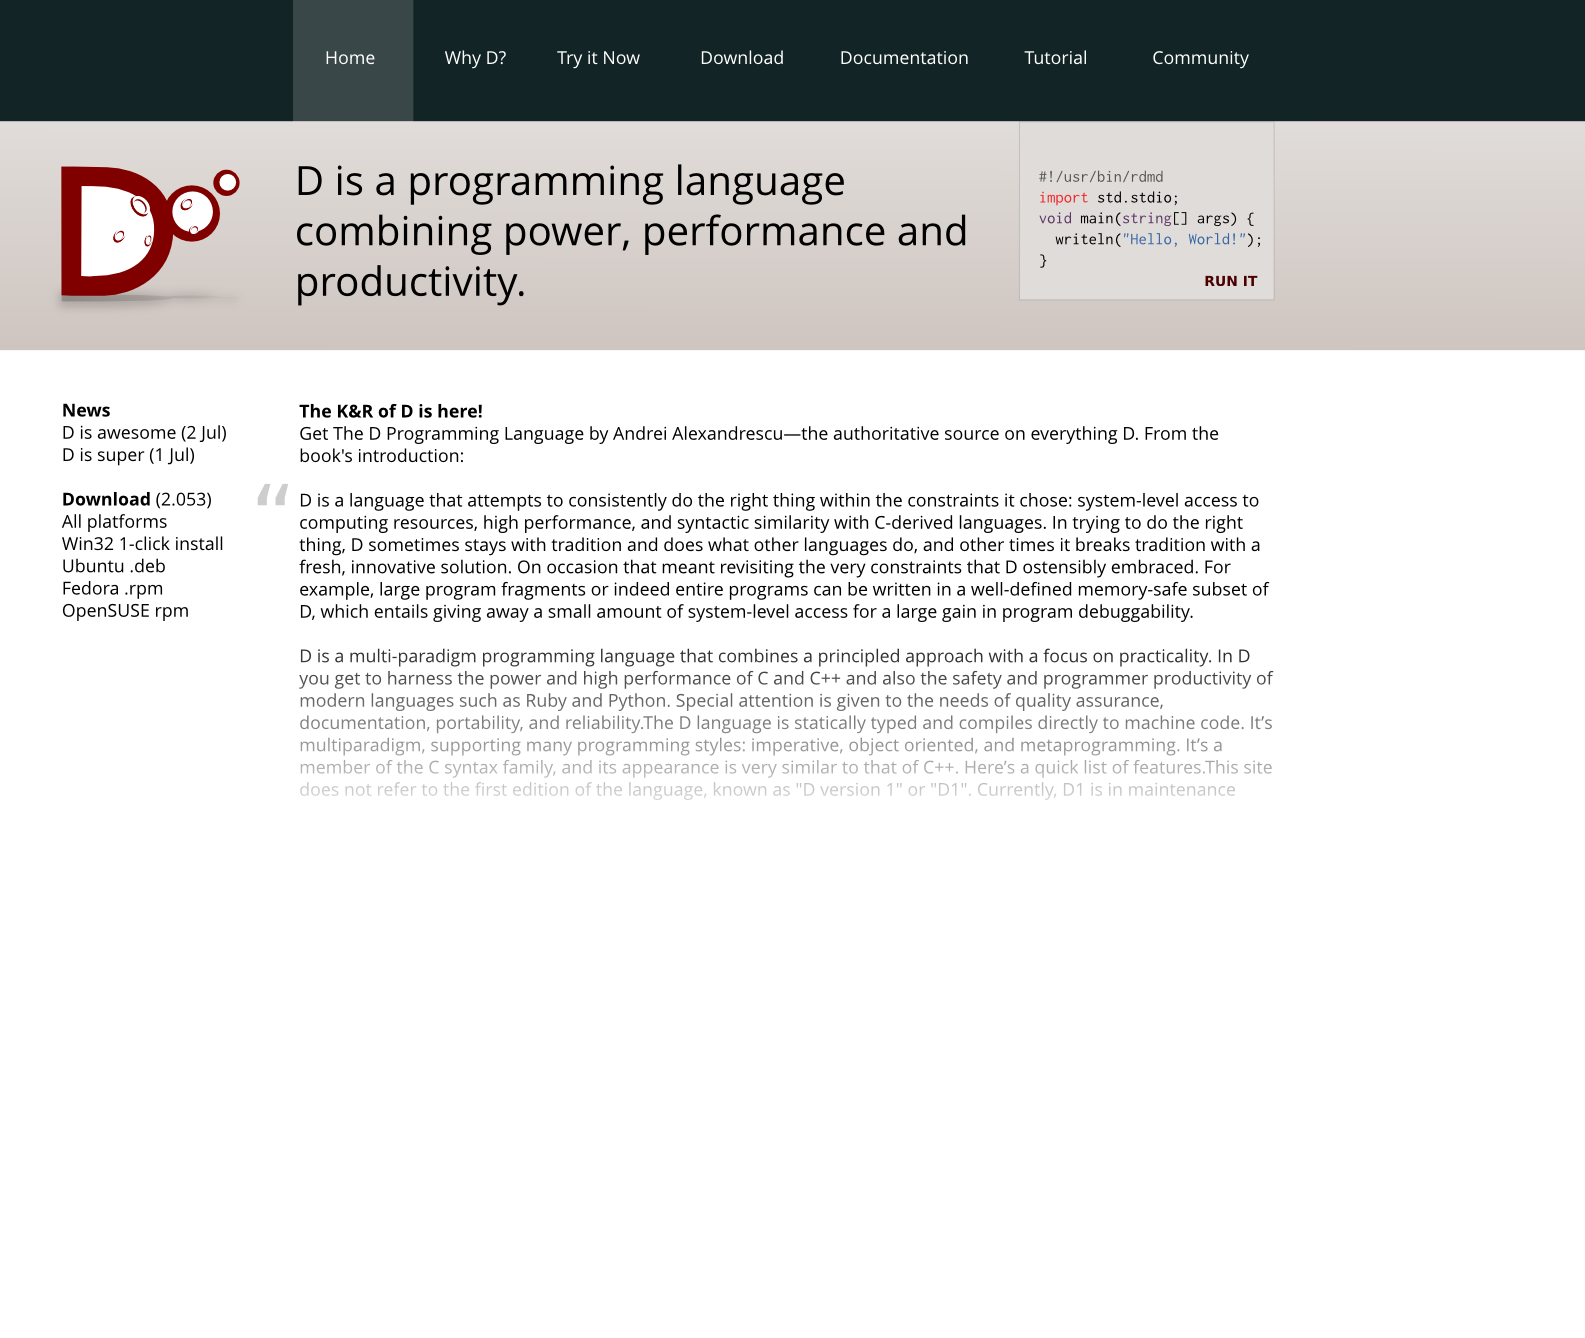 Home
Why D?
Try it Now
Download
Documentation
Tutorial
Community
D is a programming language
combining power, performance and
productivity.
#!/usr/bin/rdmd
import std.stdio;
void main(string[] args) {
  writeln("Hello, World!");
}
RUN IT
News
D is awesome (2 Jul)
D is super (1 Jul)
Download (2.053)
All platforms
Win32 1-click install
Ubuntu .deb
Fedora .rpm
OpenSUSE rpm
The K&R of D is here!
Get The D Programming Language by Andrei Alexandrescu—the authoritative source on everything D. From the
book's introduction:
“
D is a language that attempts to consistently do the right thing within the constraints it chose: system-level access to
computing resources, high performance, and syntactic similarity with C-derived languages. In trying to do the right
thing, D sometimes stays with tradition and does what other languages do, and other times it breaks tradition with a
fresh, innovative solution. On occasion that meant revisiting the very constraints that D ostensibly embraced. For
example, large program fragments or indeed entire programs can be written in a well-defined memory-safe subset of
D, which entails giving away a small amount of system-level access for a large gain in program debuggability.
D is a multi-paradigm programming language that combines a principled approach with a focus on practicality. In D
you get to harness the power and high performance of C and C++ and also the safety and programmer productivity of
modern languages such as Ruby and Python. Special attention is given to the needs of quality assurance,
documentation, portability, and reliability.The D language is statically typed and compiles directly to machine code. It’s
multiparadigm, supporting many programming styles: imperative, object oriented, and metaprogramming. It’s a
member of the C syntax family, and its appearance is very similar to that of C++. Here’s a quick list of features.This site
does not refer to the first edition of the language, known as "D version 1" or "D1". Currently, D1 is in maintenance